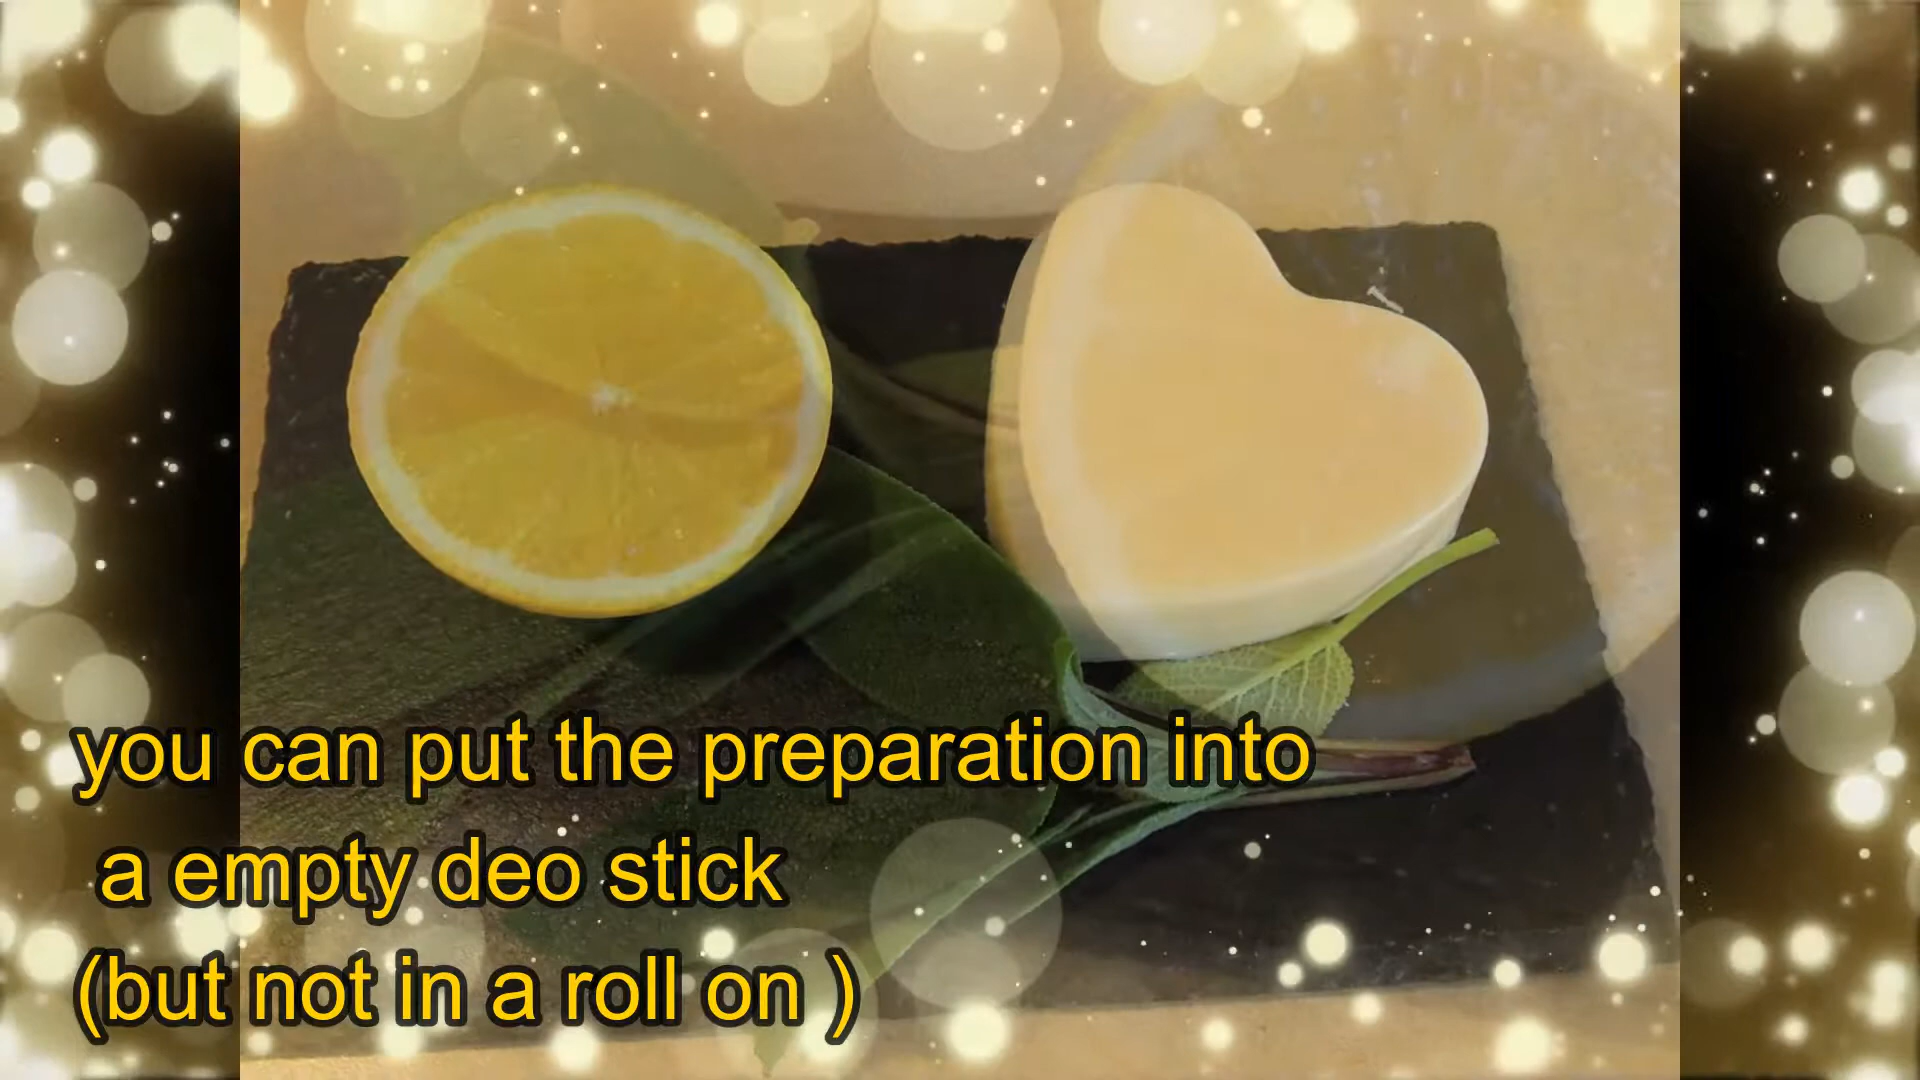 you can put the preparation into
a empty deo stick
(but not in a roll on )